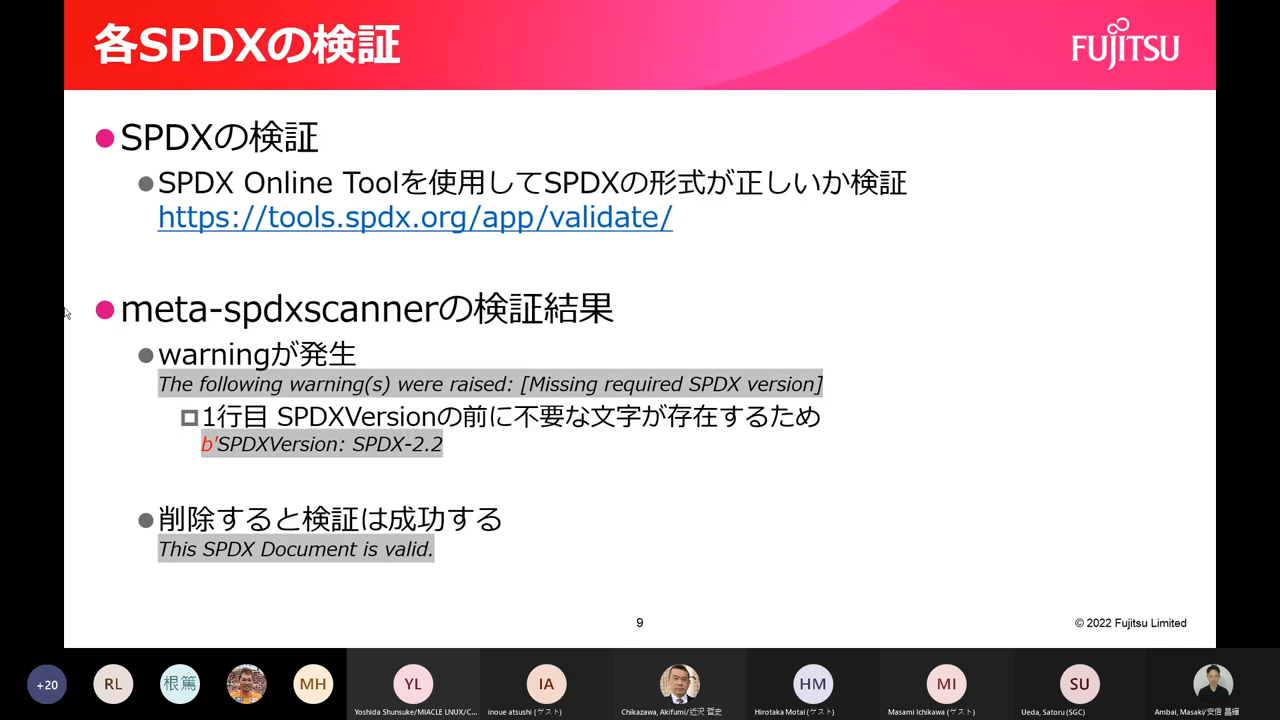 各SPDXの検証
FUJITSU
SPDXの検証
SPDX Online Toolを使用してSPDXの形式が正しいか検証
https://tools.spdx.org/app/validate/
meta-spdxscannerの検証結果
warningが発生
The following warning(s) were raised: [Missing required SPDX version]
1行目 SPDXVersionの前に不要な文字が存在するため
b'SPDXVersion: SPDX-2.2
削除すると検証は成功する
This SPDX Document is valid.
9
© 2022 Fujitsu Limited
+20
RL
根篤
MH
YL
IA
HM
MI
SU
Yoshida Shunsuke/MIACLE LNUX/C...
inoue atsushi (ゲスト)
Chikazawa, Akifumi/近沢 哲史
Hirotaka Motai (ゲスト)
Masami Ichikawa (ゲスト)
Ueda, Satoru (SGC)
Ambai, Masaki/安倍 昌輝